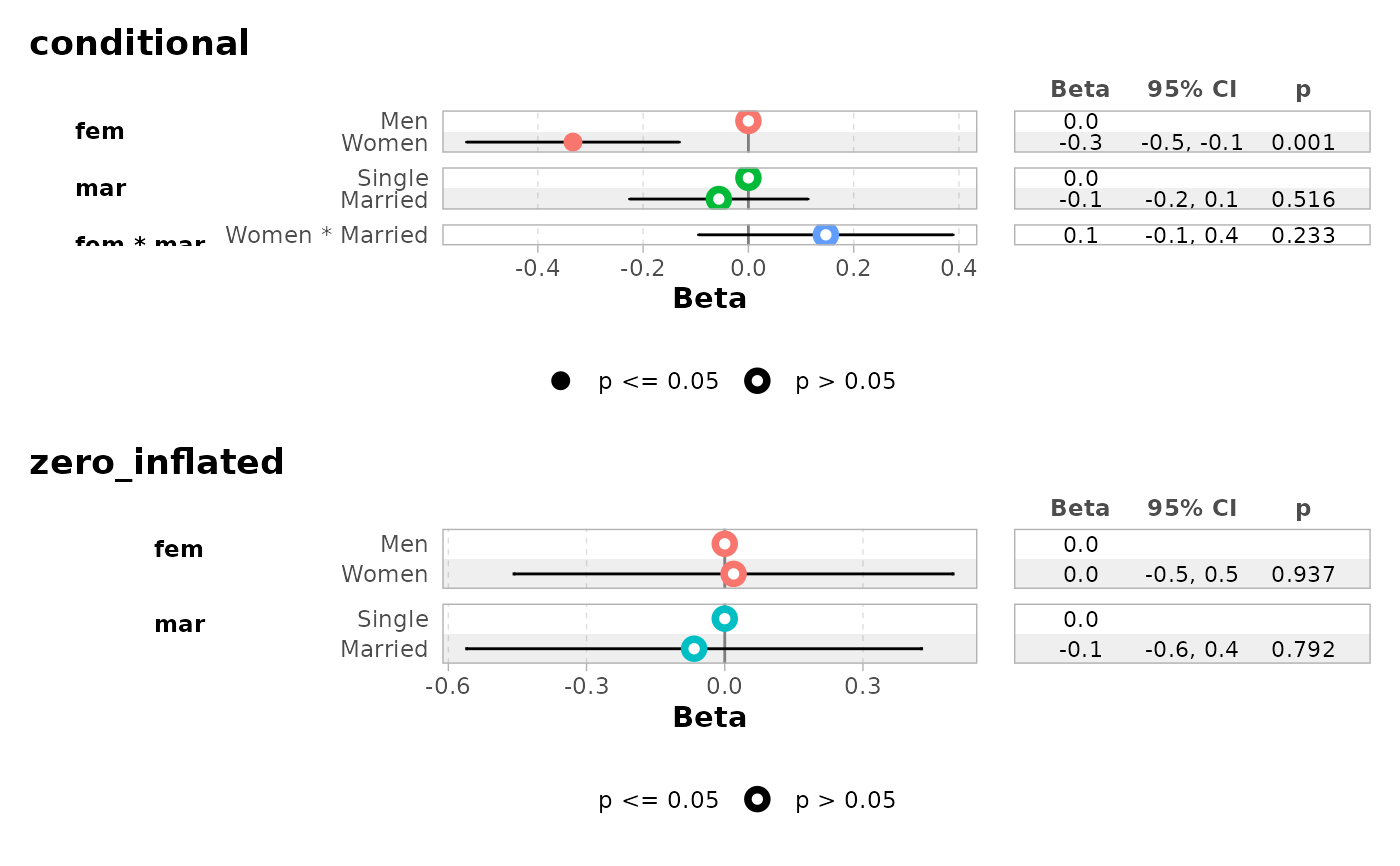 conditional
Beta 95% CI p
fem Men 0.0
Women -0.3 -0.5, -0.1 0.001
mar Single 0.0
Married -0.1 -0.2, 0.1 0.516
fem * mar Women * Married 0.1 -0.1, 0.4 0.233
-0.4 -0.2 0.0 0.2 0.4
Beta
p <= 0.05 p > 0.05
zero_inflated
Beta 95% CI p
fem Men 0.0
Women 0.0 -0.5, 0.5 0.937
mar Single 0.0
Married -0.1 -0.6, 0.4 0.792
-0.6 -0.3 0.0 0.3
Beta
p <= 0.05 p > 0.05